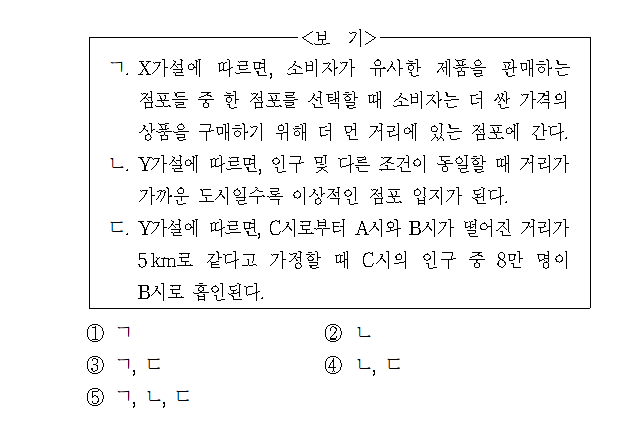 <보 기>
ㄱ. X가설에 따르면, 소비자가 유사한 제품을 판매하는
점포들 중 한 점포를 선택할 때 소비자는 더 싼 가격의
상품을 구매하기 위해 더 먼 거리에 있는 점포에 간다.
ㄴ. Y가설에 따르면, 인구 및 다른 조건이 동일할 때 거리가
가까운 도시일수록 이상적인 점포 입지가 된다.
ㄷ. Y가설에 따르면, C시로부터 A시와 B시가 떨어진 거리가
5km로 같다고 가정할 때 C시의 인구 중 8만 명이
B시로 흡인된다.
① ㄱ ② ㄴ
③ ㄱ, ㄷ ④ ㄴ, ㄷ
⑤ ㄱ, ㄴ, ㄷ